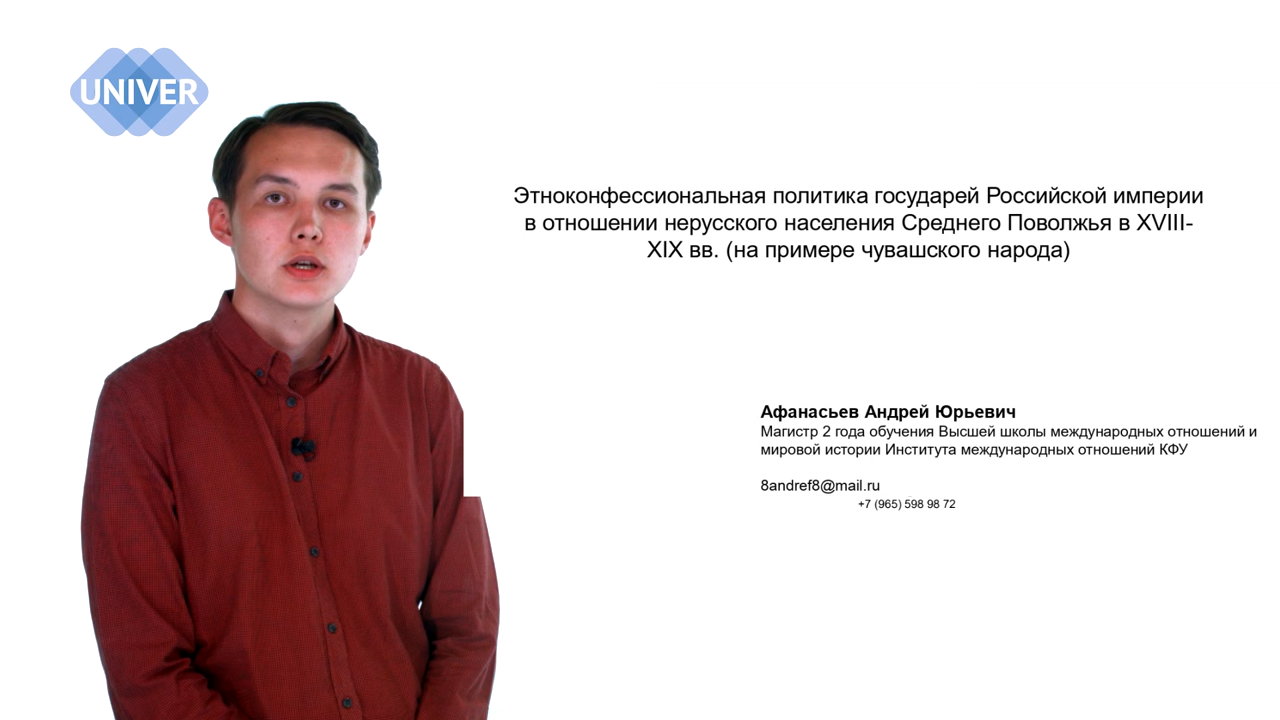 UNIVER
Этноконфессиональная политика государей Российской империи
в отношении нерусского населения Среднего Поволжья в XVIII-
XIX вв. (на примере чувашского народа)
Афанасьев Андрей Юрьевич
Магистр 2 года обучения Высшей школы международных отношений и
мировой истории Института международных отношений КФУ
8andref8@mail.ru
+7 (965) 598 98 72